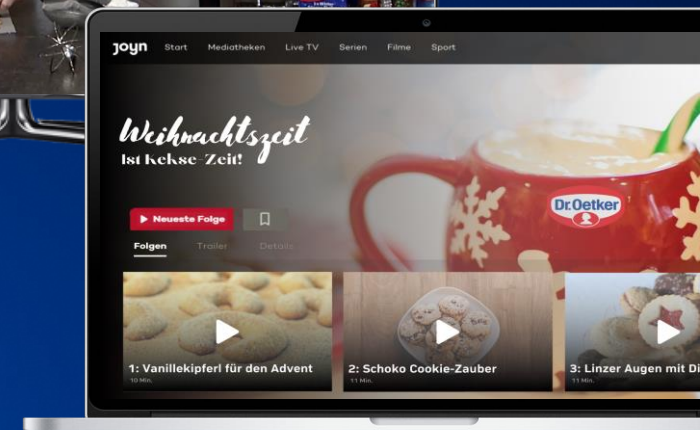 Joyn Start Mediatheken Live TV Serien Filme Sport
Weihnachtszeit
Ist Kekse-Zeit!
Dr.Oetker
Neueste Folge
Folgen Trailer Details
1: Vanillekipferl für den Advent
10 Min.
2: Schoko Cookie-Zauber
11 Min.
3: Linzer Augen mit Di
11 Min.